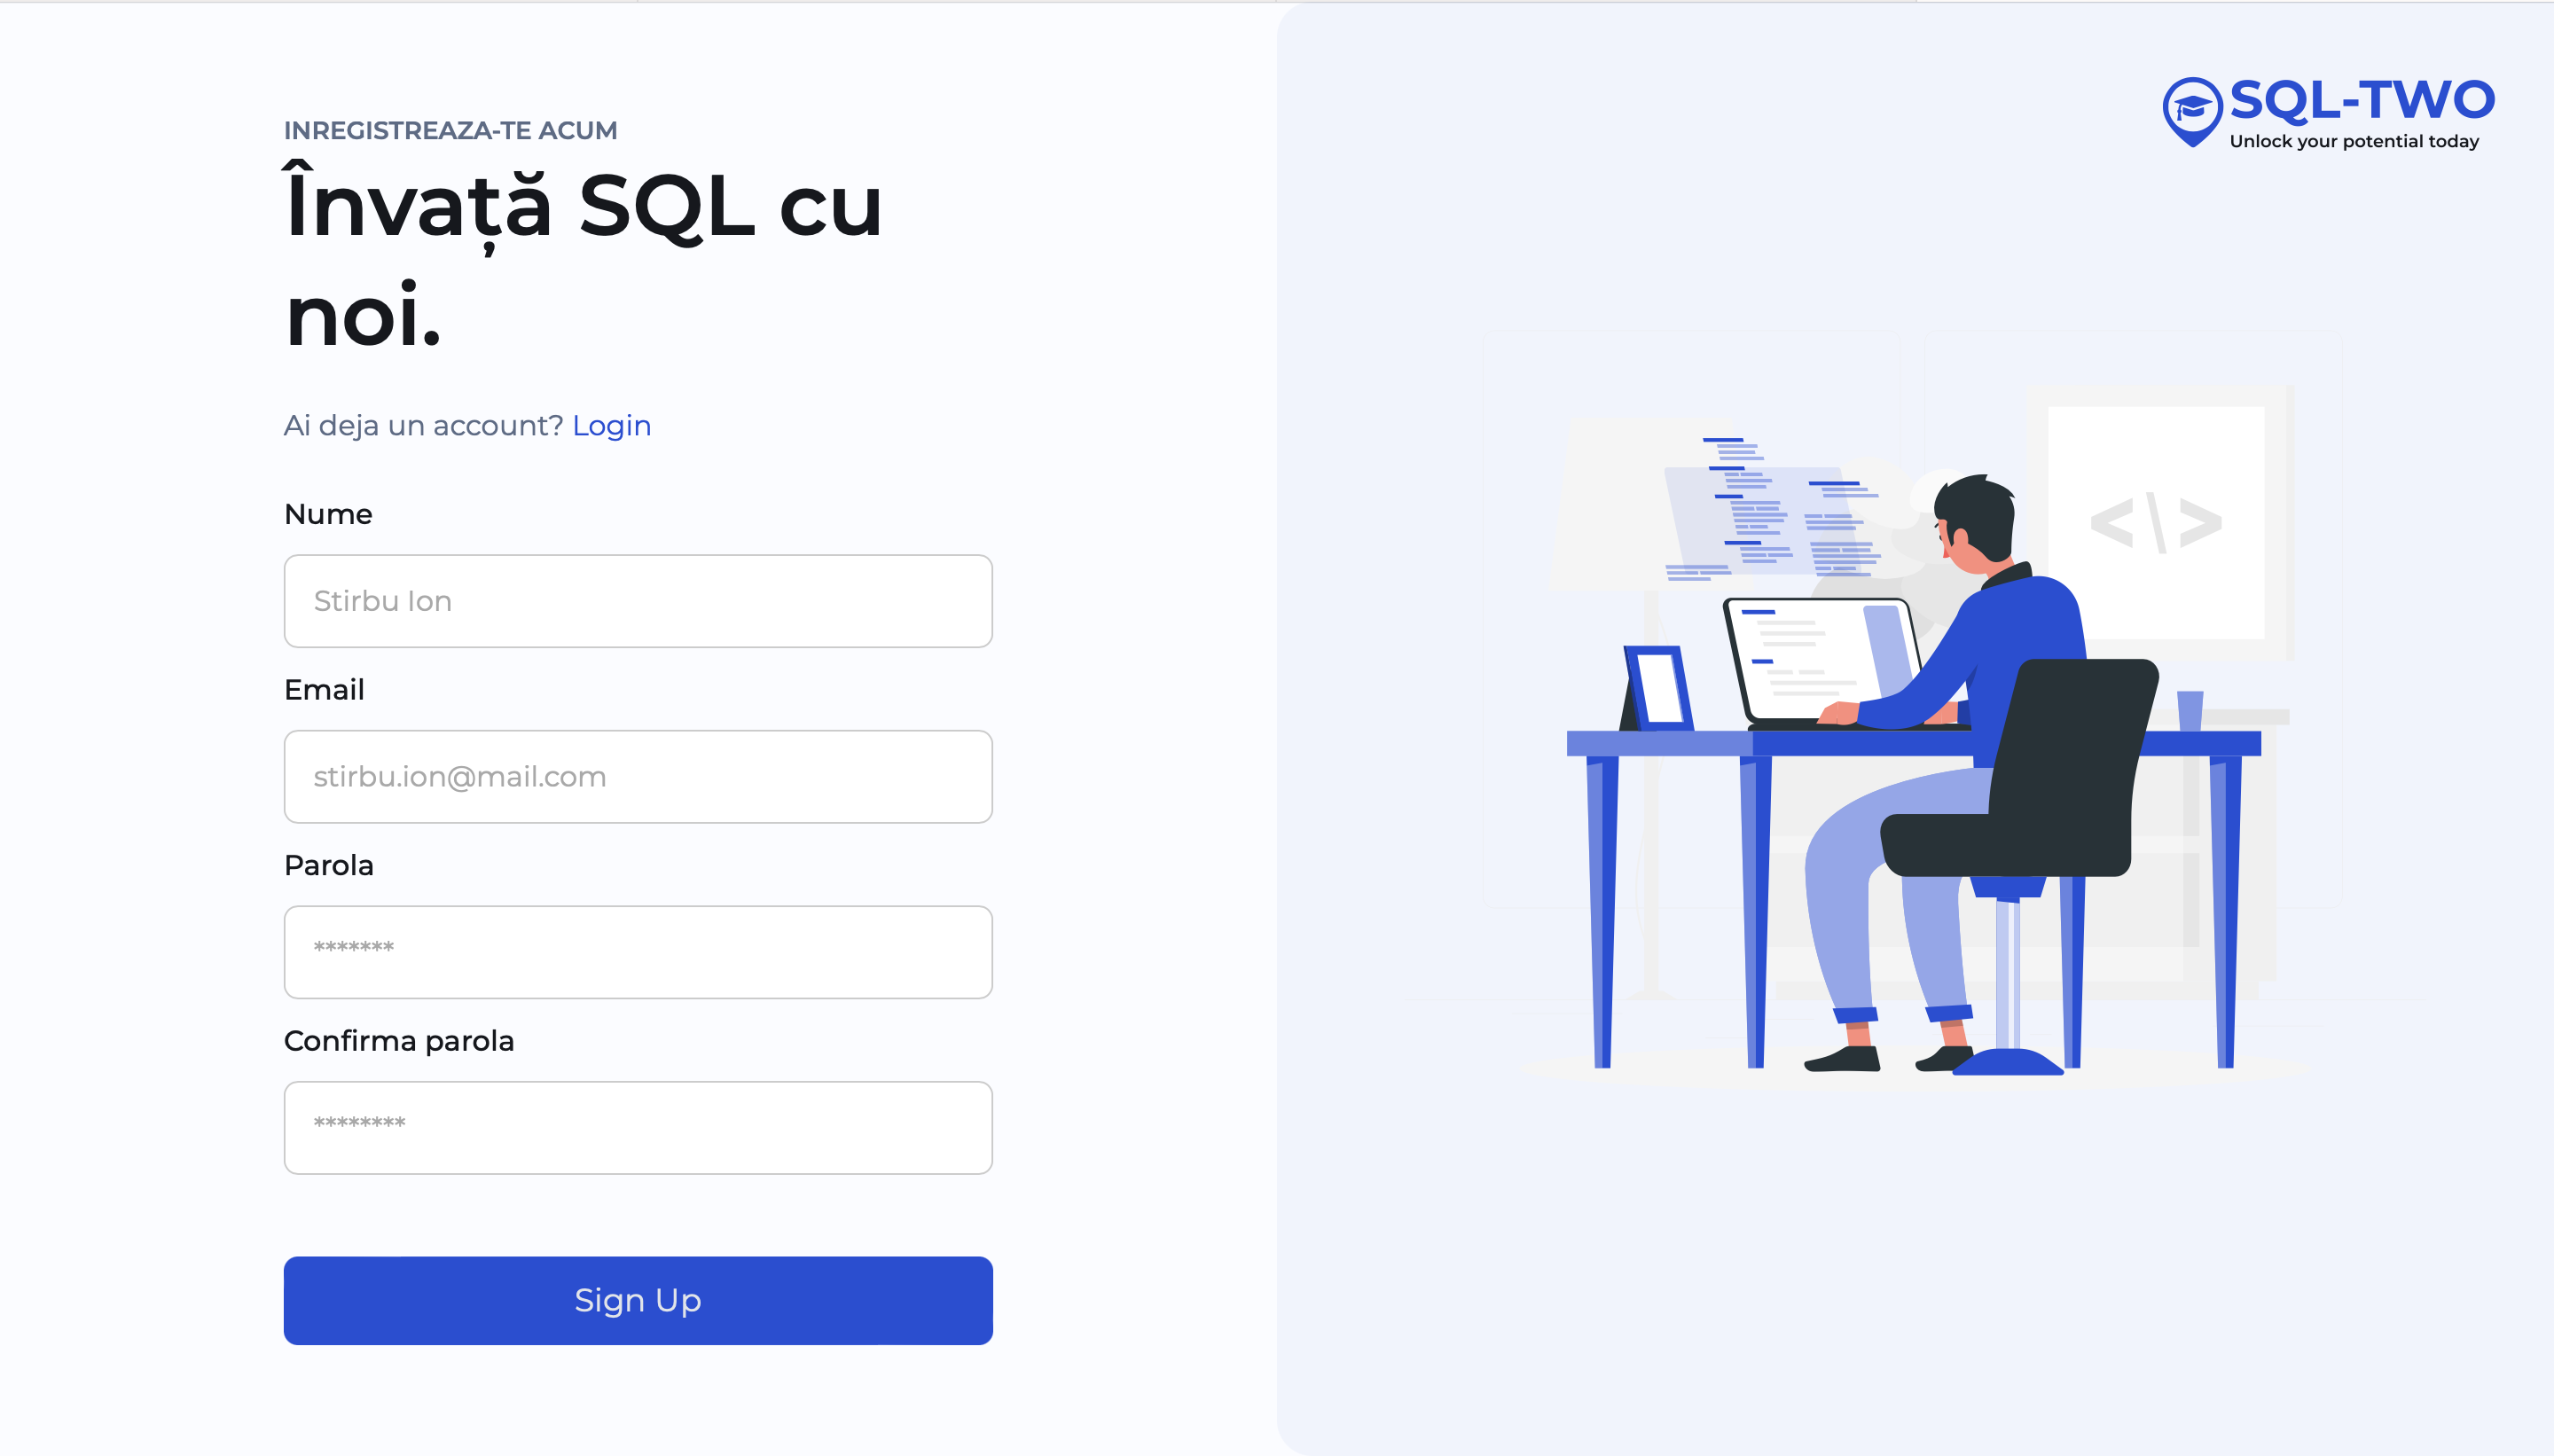 INREGISTREAZA-TE ACUM
Învață SQL cu
noi.
Ai deja un account? Login
Nume
Stirbu Ion
Email
stirbu.ion@mail.com
Parola
*******
Confirma parola
********
Sign Up
SQL-TWO
Unlock your potential today
<\>